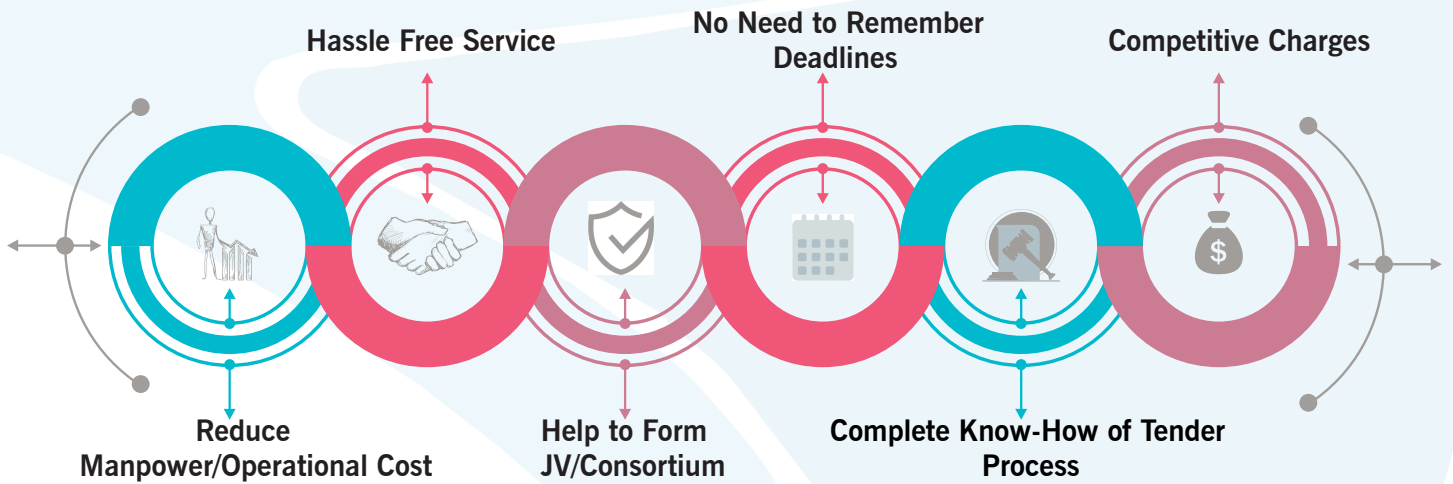 Hassle Free Service
No Need to Remember
Deadlines
Competitive Charges
$
Reduce
Manpower/Operational Cost
Help to Form
JV/Consortium
Complete Know-How of Tender
Process